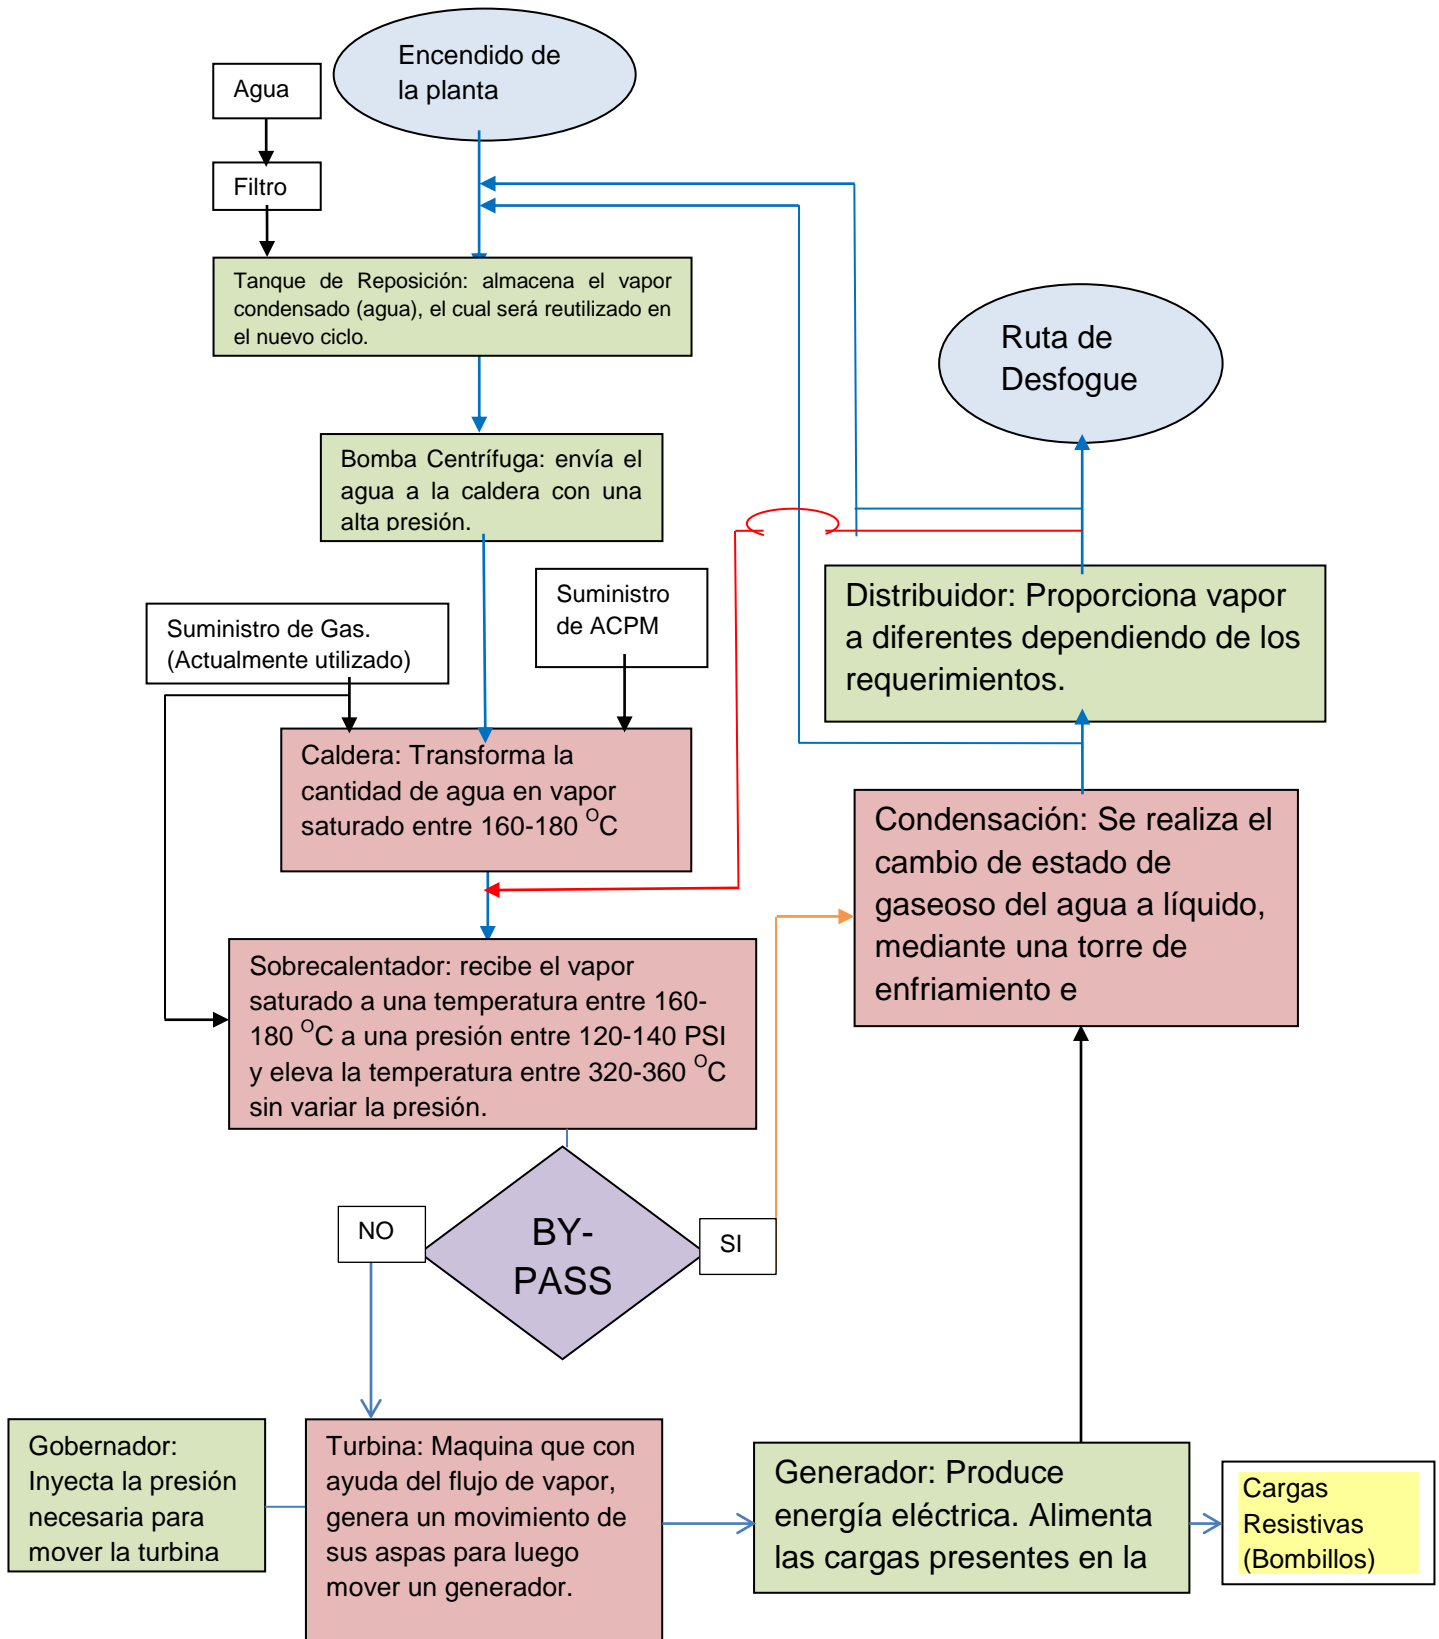 Encendido de
la planta
Agua
Filtro
Tanque de Reposición: almacena el vapor
condensado (agua), el cual será reutilizado en
el nuevo ciclo.
Ruta de
Desfogue
Bomba Centrífuga: envía el
agua a la caldera con una
alta presión.
Suministro
de ACPM
Suministro de Gas.
(Actualmente utilizado)
Distribuidor: Proporciona vapor
a diferentes dependiendo de los
requerimientos.
Caldera: Transforma la
cantidad de agua en vapor
saturado entre 160-180 ᴼC
Condensación: Se realiza el
cambio de estado de
gaseoso del agua a líquido,
mediante una torre de
enfriamiento e
Sobrecalentador: recibe el vapor
saturado a una temperatura entre 160-
180 ᴼC a una presión entre 120-140 PSI
y eleva la temperatura entre 320-360 ᴼC
sin variar la presión.
NO
BY-
PASS
SI
Gobernador:
Inyecta la presión
necesaria para
mover la turbina
Turbina: Maquina que con
ayuda del flujo de vapor,
genera un movimiento de
sus aspas para luego
mover un generador.
Generador: Produce
energía eléctrica. Alimenta
las cargas presentes en la
Cargas
Resistivas
(Bombillos)